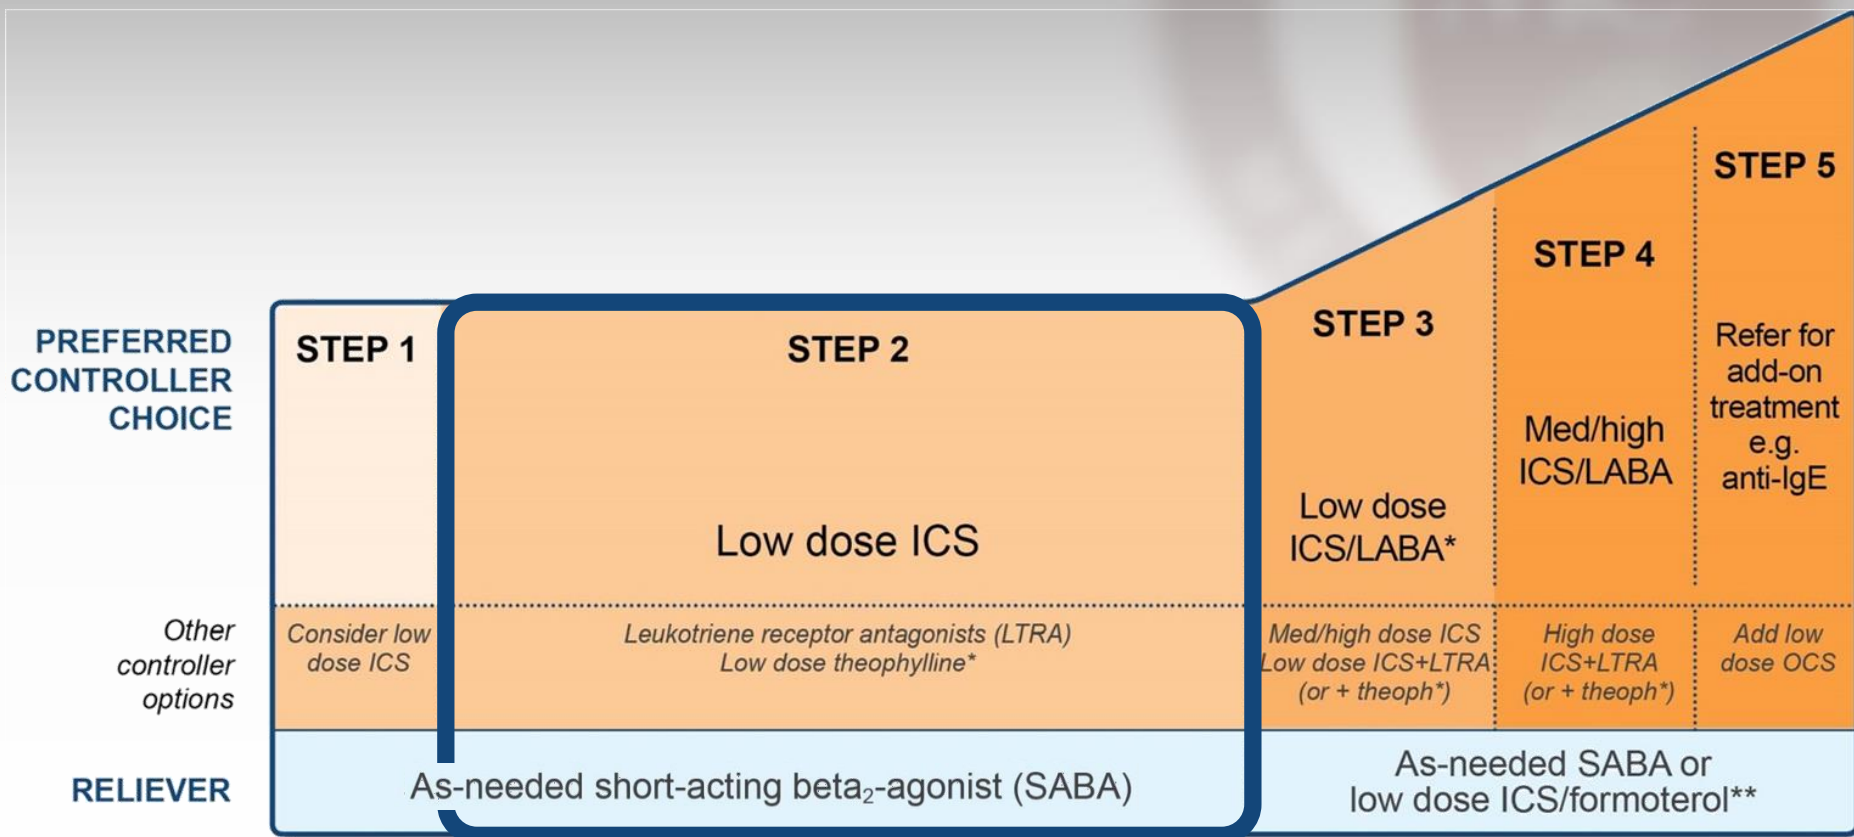 PREFERRED
CONTROLLER
CHOICE
STEP 1
STEP 2
Low dose ICS
STEP 3
Low dose
ICS/LABA*
STEP 4
Med/high
ICS/LABA
STEP 5
Refer for
add-on
treatment
e.g.
anti-IgE
Other
controller
options
Consider low
dose ICS
Leukotriene receptor antagonists (LTRA)
Low dose theophylline*
Med/high dose ICS
Low dose ICS+LTRA
(or + theoph*)
High dose
ICS+LTRA
(or + theoph*)
Add low
dose OCS
RELIEVER
As-needed short-acting beta₂-agonist (SABA)
As-needed SABA or
low dose ICS/formoterol**